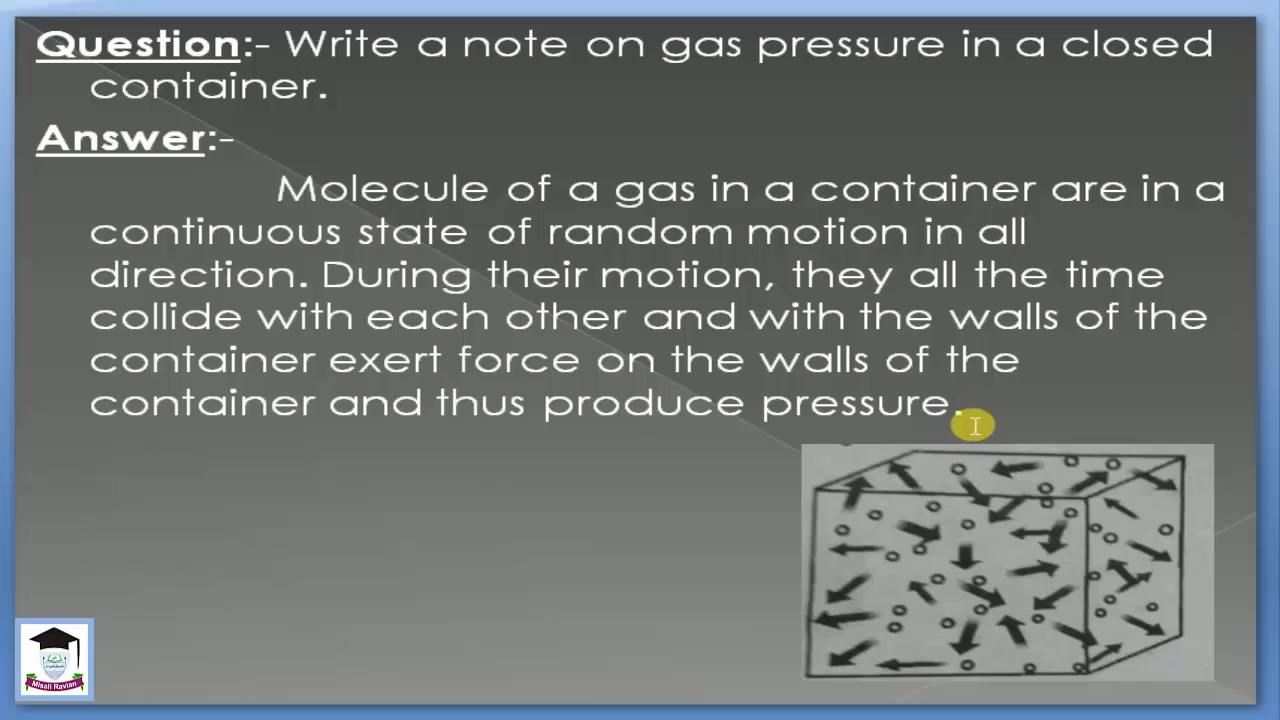 Question:- Write a note on gas pressure in a closed
container.
Answer:-
Molecule of a gas in a container are in a
continuous state of random motion in all
direction. During their motion, they all the time
collide with each other and with the walls of the
container exert force on the walls of the
container and thus produce pressure.
Misali Ravian